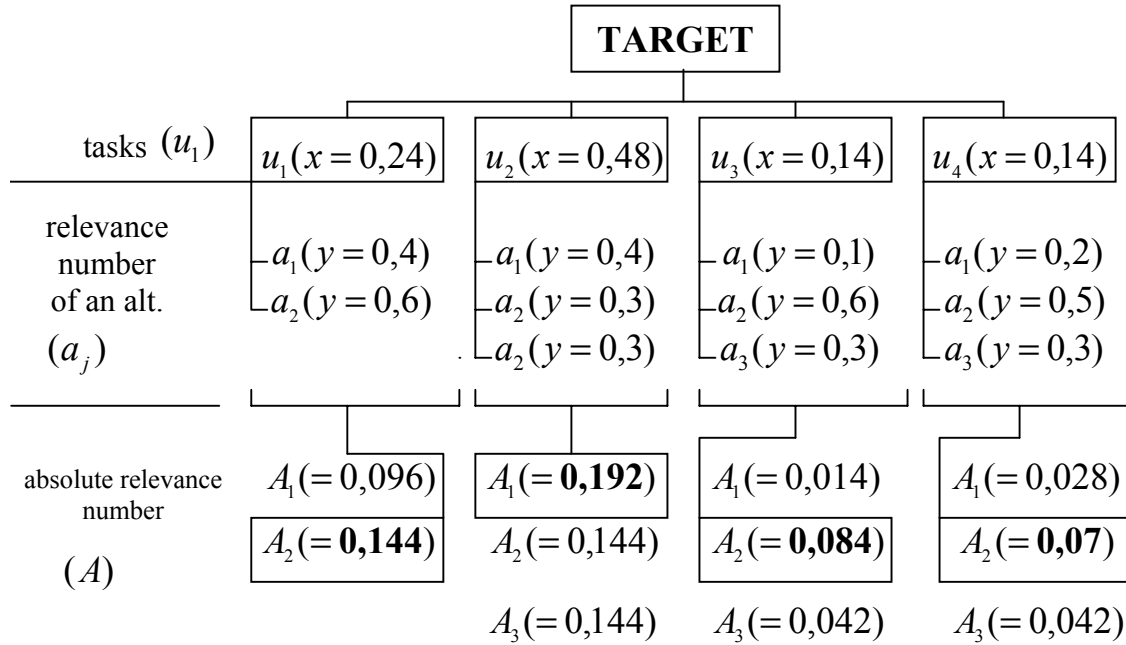 TARGET
tasks (u₁)
u₁(x = 0,24) u₂(x = 0,48) u₃(x = 0,14) u₄(x = 0,14)
relevance
number
of an alt.
(aⱼ)
a₁(y = 0,4) a₁(y = 0,4) a₁(y = 0,1) a₁(y = 0,2)
a₂(y = 0,6) a₂(y = 0,3) a₂(y = 0,6) a₂(y = 0,5)
a₂(y = 0,3) a₃(y = 0,3) a₃(y = 0,3)
absolute relevance
number
(A)
A₁(= 0,096) A₁(= 0,192) A₁(= 0,014) A₁(= 0,028)
A₂(= 0,144) A₂(= 0,144) A₂(= 0,084) A₂(= 0,07)
A₃(= 0,144) A₃(= 0,042) A₃(= 0,042)